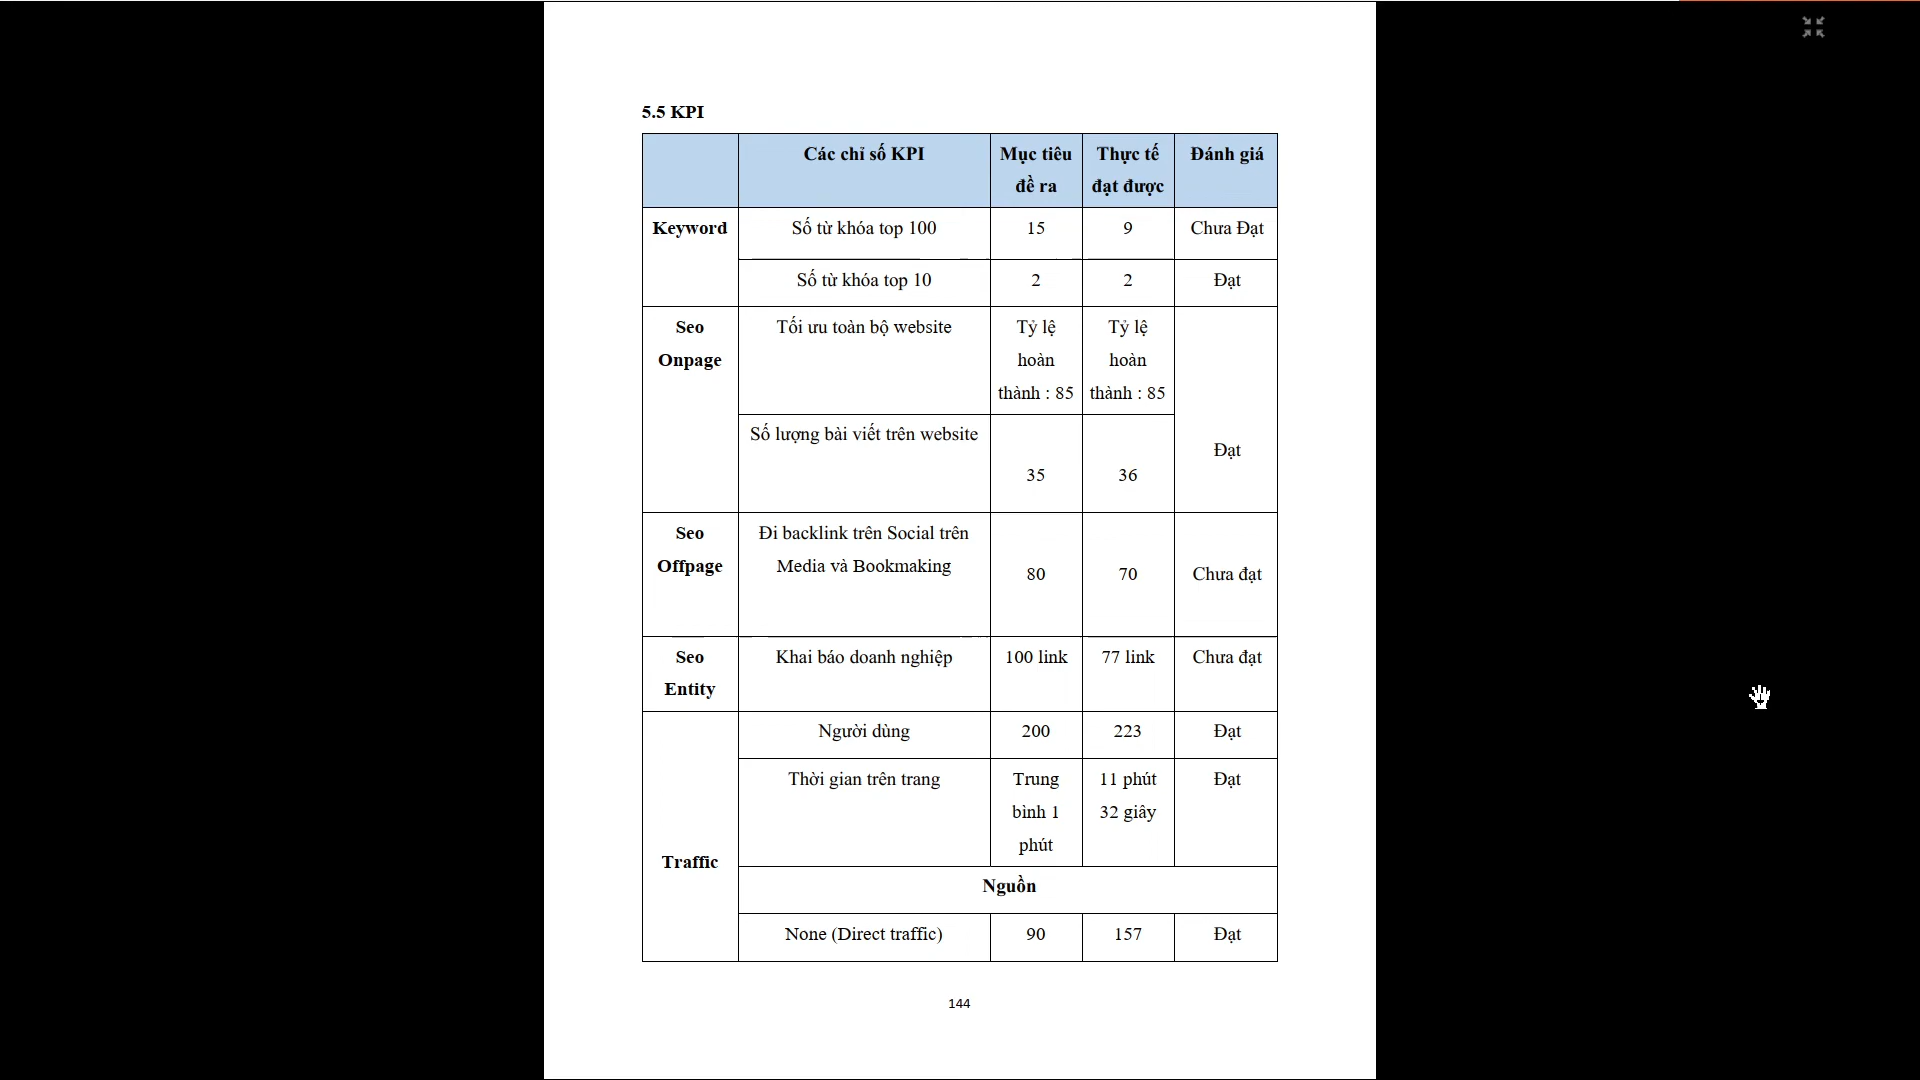 5.5 KPI
Các chỉ số KPI
Mục tiêu
đề ra
Thực tế
đạt được
Đánh giá
Keyword
Số từ khóa top 100
15
9
Chưa Đạt
Số từ khóa top 10
2
2
Đạt
Seo
Onpage
Tối ưu toàn bộ website
Tỷ lệ
hoàn
thành : 85
Tỷ lệ
hoàn
thành : 85
Đạt
Số lượng bài viết trên website
35
36
Seo
Offpage
Đi backlink trên Social trên
Media và Bookmaking
80
70
Chưa đạt
Seo
Entity
Khai báo doanh nghiệp
100 link
77 link
Chưa đạt
Traffic
Người dùng
200
223
Đạt
Thời gian trên trang
Trung
bình 1
phút
11 phút
32 giây
Đạt
Nguồn
None (Direct traffic)
90
157
Đạt
144